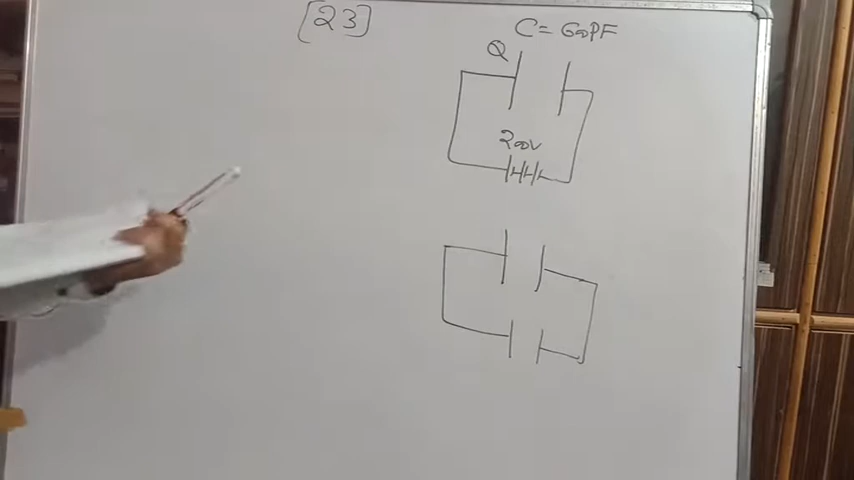 [23]
C = 600PF
Q
200V